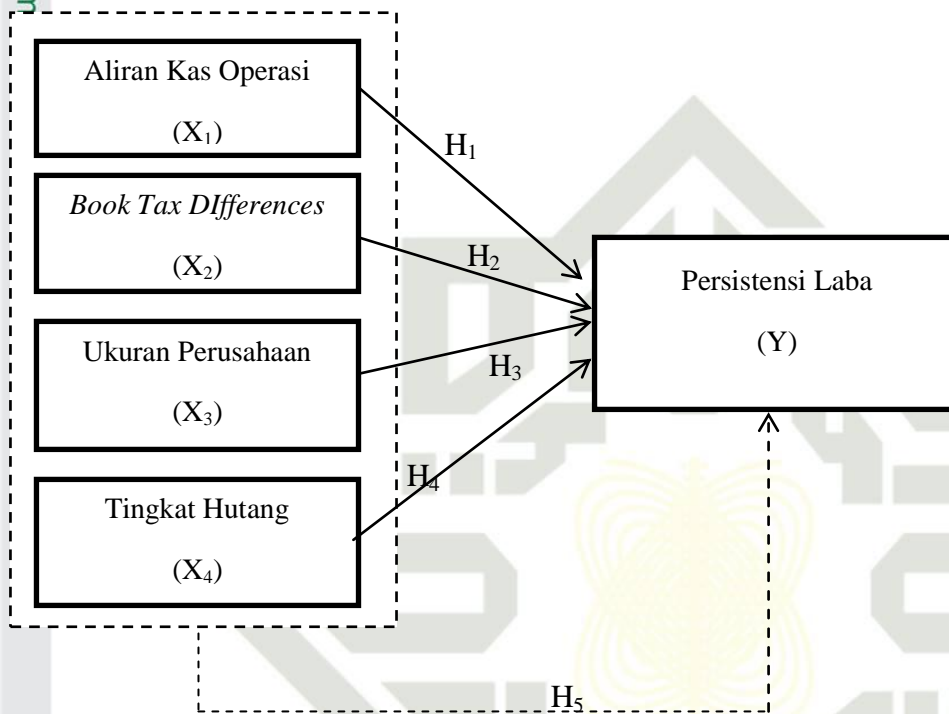 Aliran Kas Operasi
(X₁)
H₁
Book Tax DIfferences
(X₂)
H₂
Persistensi Laba
(Y)
Ukuran Perusahaan
(X₃)
H₃
Tingkat Hutang
(X₄)
H₄
H₅